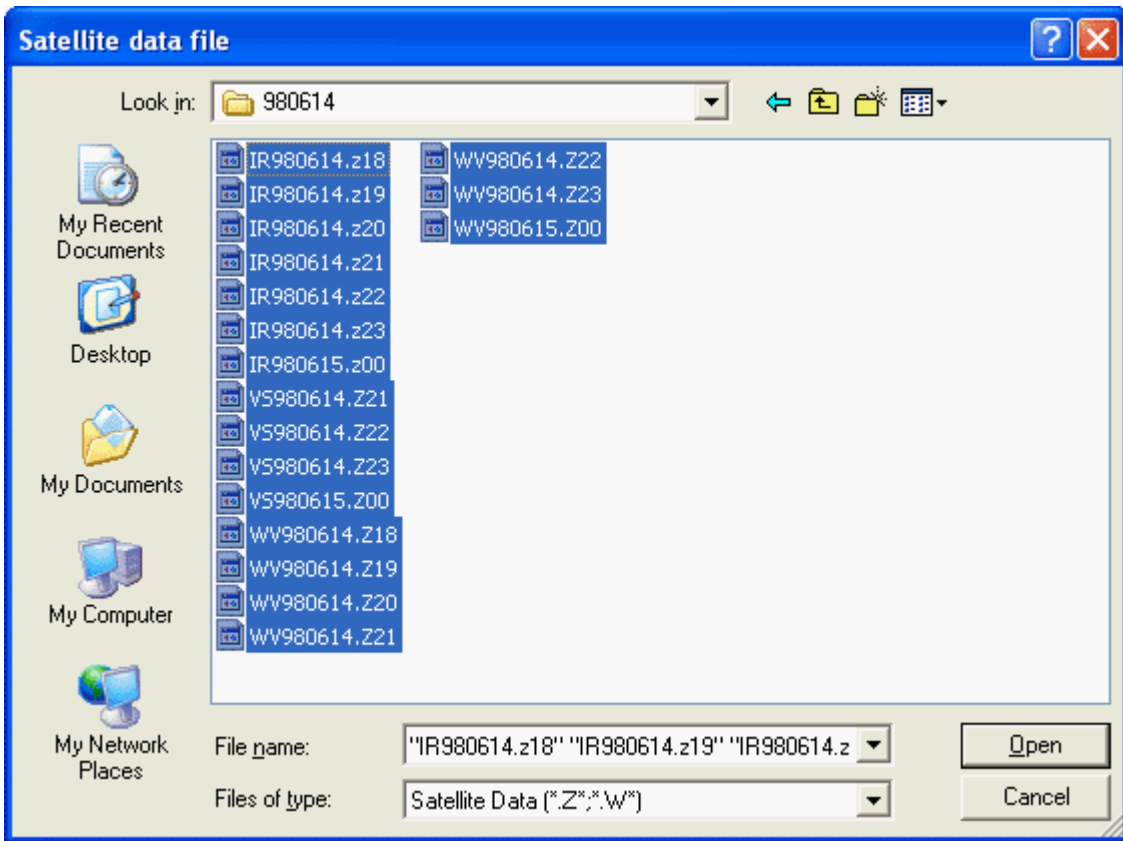 Satellite data file
Look in: 980614
My Recent
Documents
Desktop
My Documents
My Computer
My Network
Places
IR980614.z18
IR980614.z19
IR980614.z20
IR980614.z21
IR980614.z22
IR980614.z23
IR980615.z00
VS980614.Z21
VS980614.Z22
VS980614.Z23
VS980615.Z00
WV980614.Z18
WV980614.Z19
WV980614.Z20
WV980614.Z21
WV980614.Z22
WV980614.Z23
WV980615.Z00
File name: "IR980614.z18" "IR980614.z19" "IR980614.z
Open
Files of type: Satellite Data (*.Z*;*.W*)
Cancel